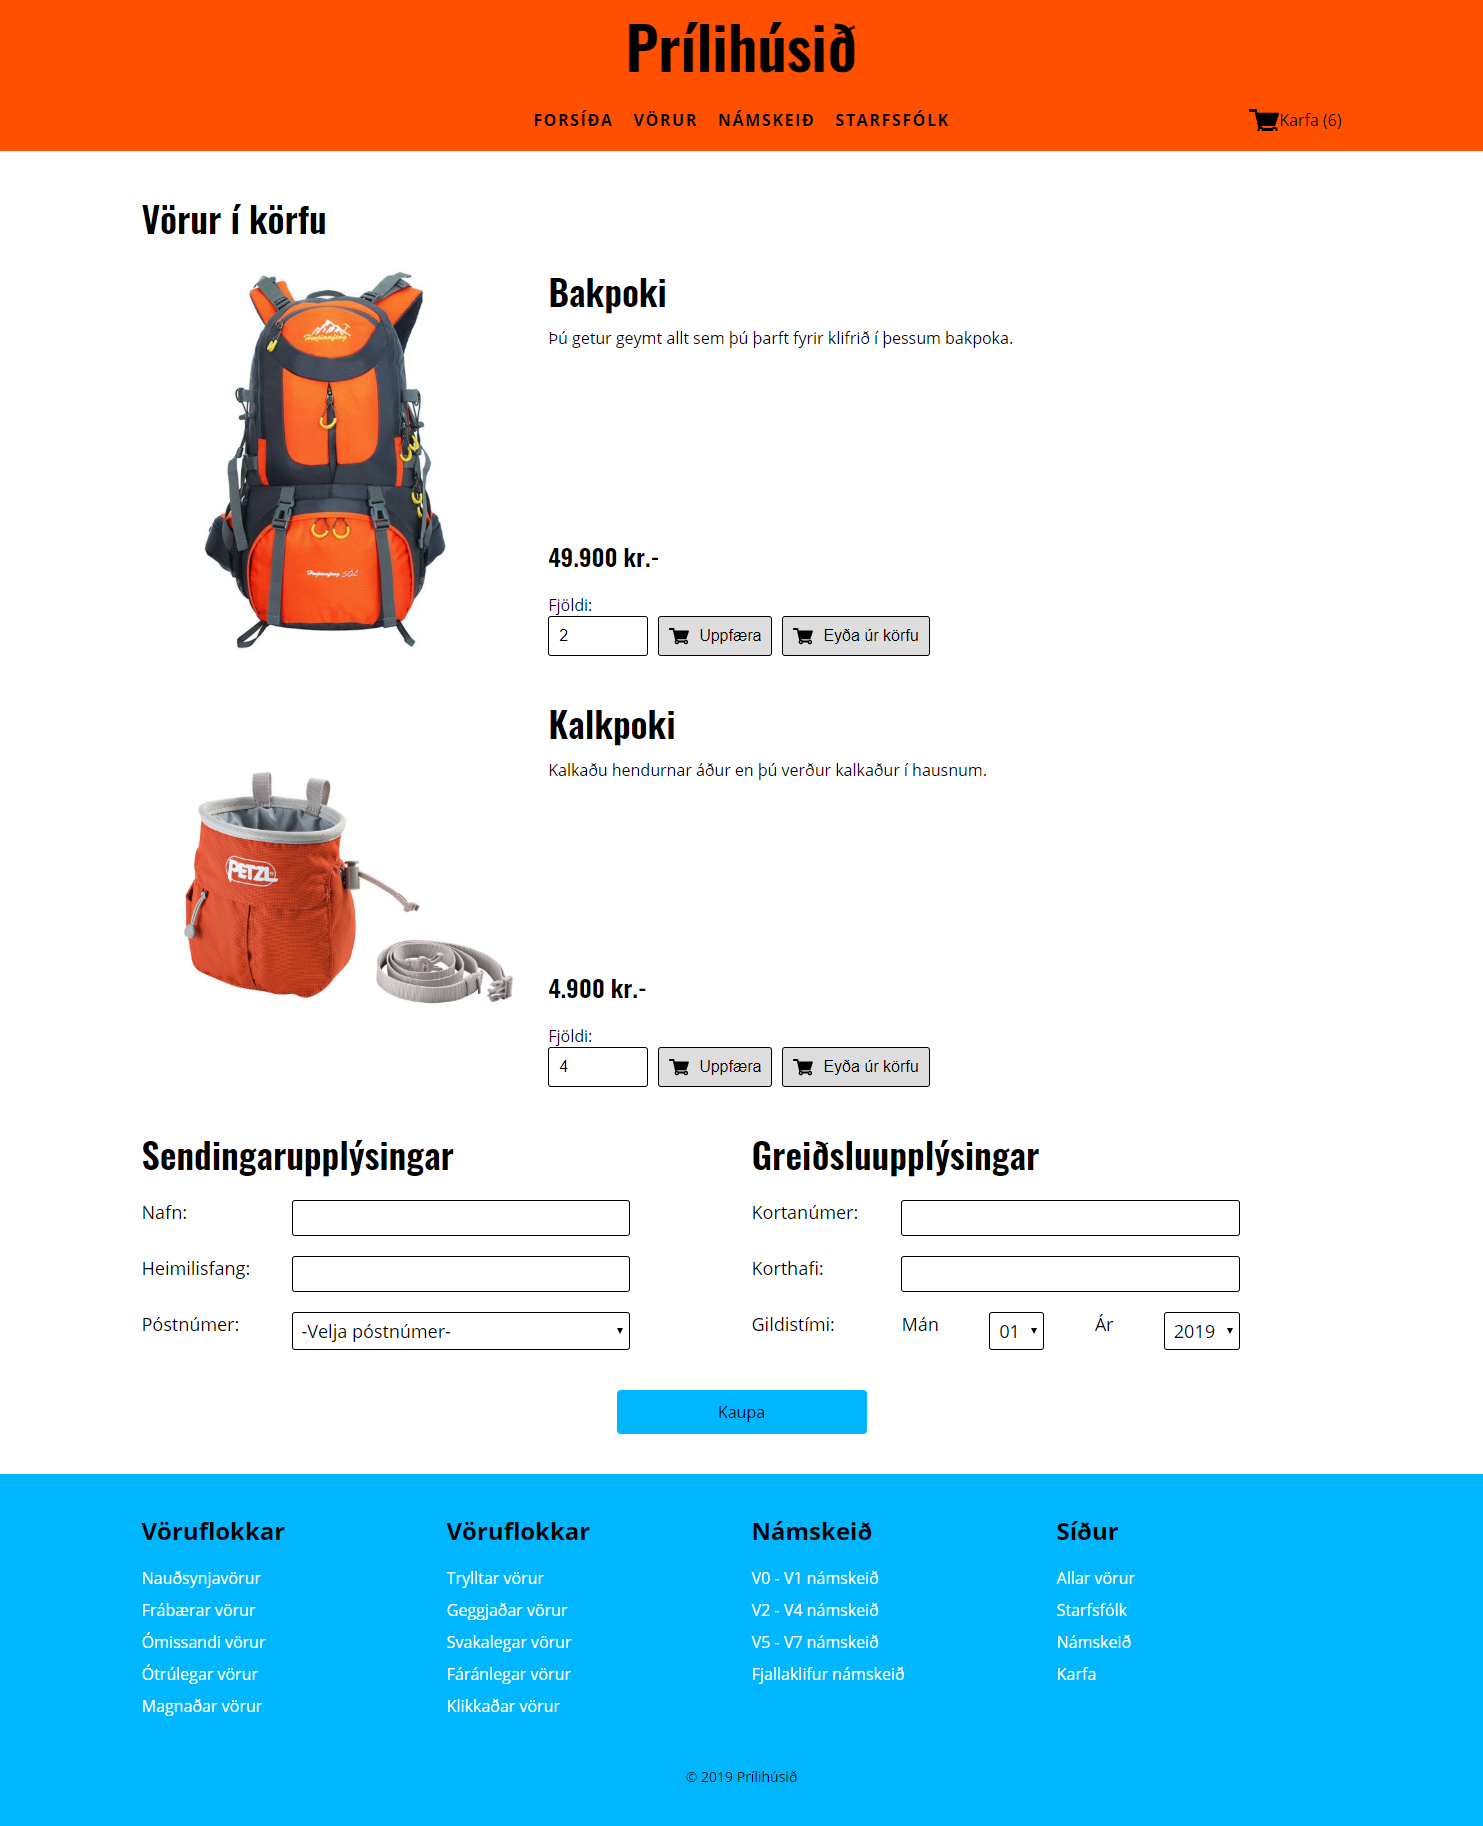 Prílihúsið
FORSÍÐA VÖRUR NÁMSKEIÐ STARFSFÓLK
Karfa (6)
Vörur í körfu
Bakpoki
Þú getur geymt allt sem þú þarft fyrir klifrið í þessum bakpoka.
49.900 kr.-
Fjöldi:
2 Uppfæra Eyða úr körfu
Kalkpoki
Kalkaðu hendurnar áður en þú verður kalkaður í hausnum.
PETZL
4.900 kr.-
Fjöldi:
4 Uppfæra Eyða úr körfu
Sendingarupplýsingar
Nafn:
Heimilisfang:
Póstnúmer: -Velja póstnúmer-
Greiðsluupplýsingar
Kortanúmer:
Korthafi:
Gildistími: Mán 01 Ár 2019
Kaupa
Vöruflokkar
Nauðsynjavörur
Frábærar vörur
Ómissandi vörur
Ótrúlegar vörur
Magnaðar vörur
Vöruflokkar
Trylltar vörur
Geggjaðar vörur
Svakalegar vörur
Fáránlegar vörur
Klikkaðar vörur
Námskeið
V0 - V1 námskeið
V2 - V4 námskeið
V5 - V7 námskeið
Fjallaklifur námskeið
Síður
Allar vörur
Starfsfólk
Námskeið
Karfa
© 2019 Prílihúsið